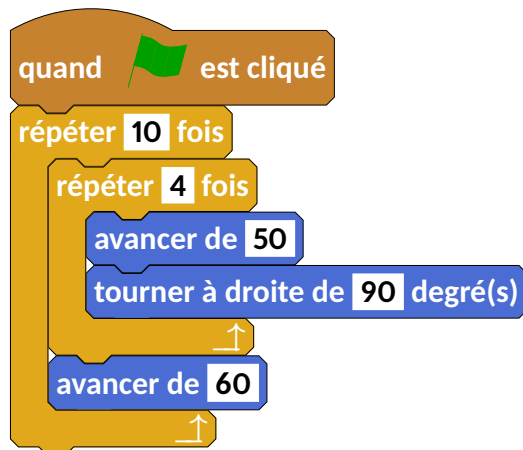 quand est cliqué
répéter 10 fois
répéter 4 fois
avancer de 50
tourner à droite de 90 degré(s)
avancer de 60